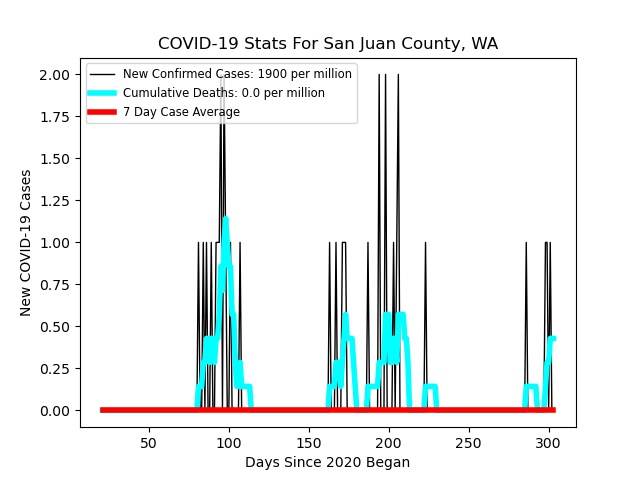 COVID-19 Stats For San Juan County, WA
New Confirmed Cases: 1900 per million
Cumulative Deaths: 0.0 per million
7 Day Case Average
New COVID-19 Cases
2.00
1.75
1.50
1.25
1.00
0.75
0.50
0.25
0.00
50 100 150 200 250 300
Days Since 2020 Began